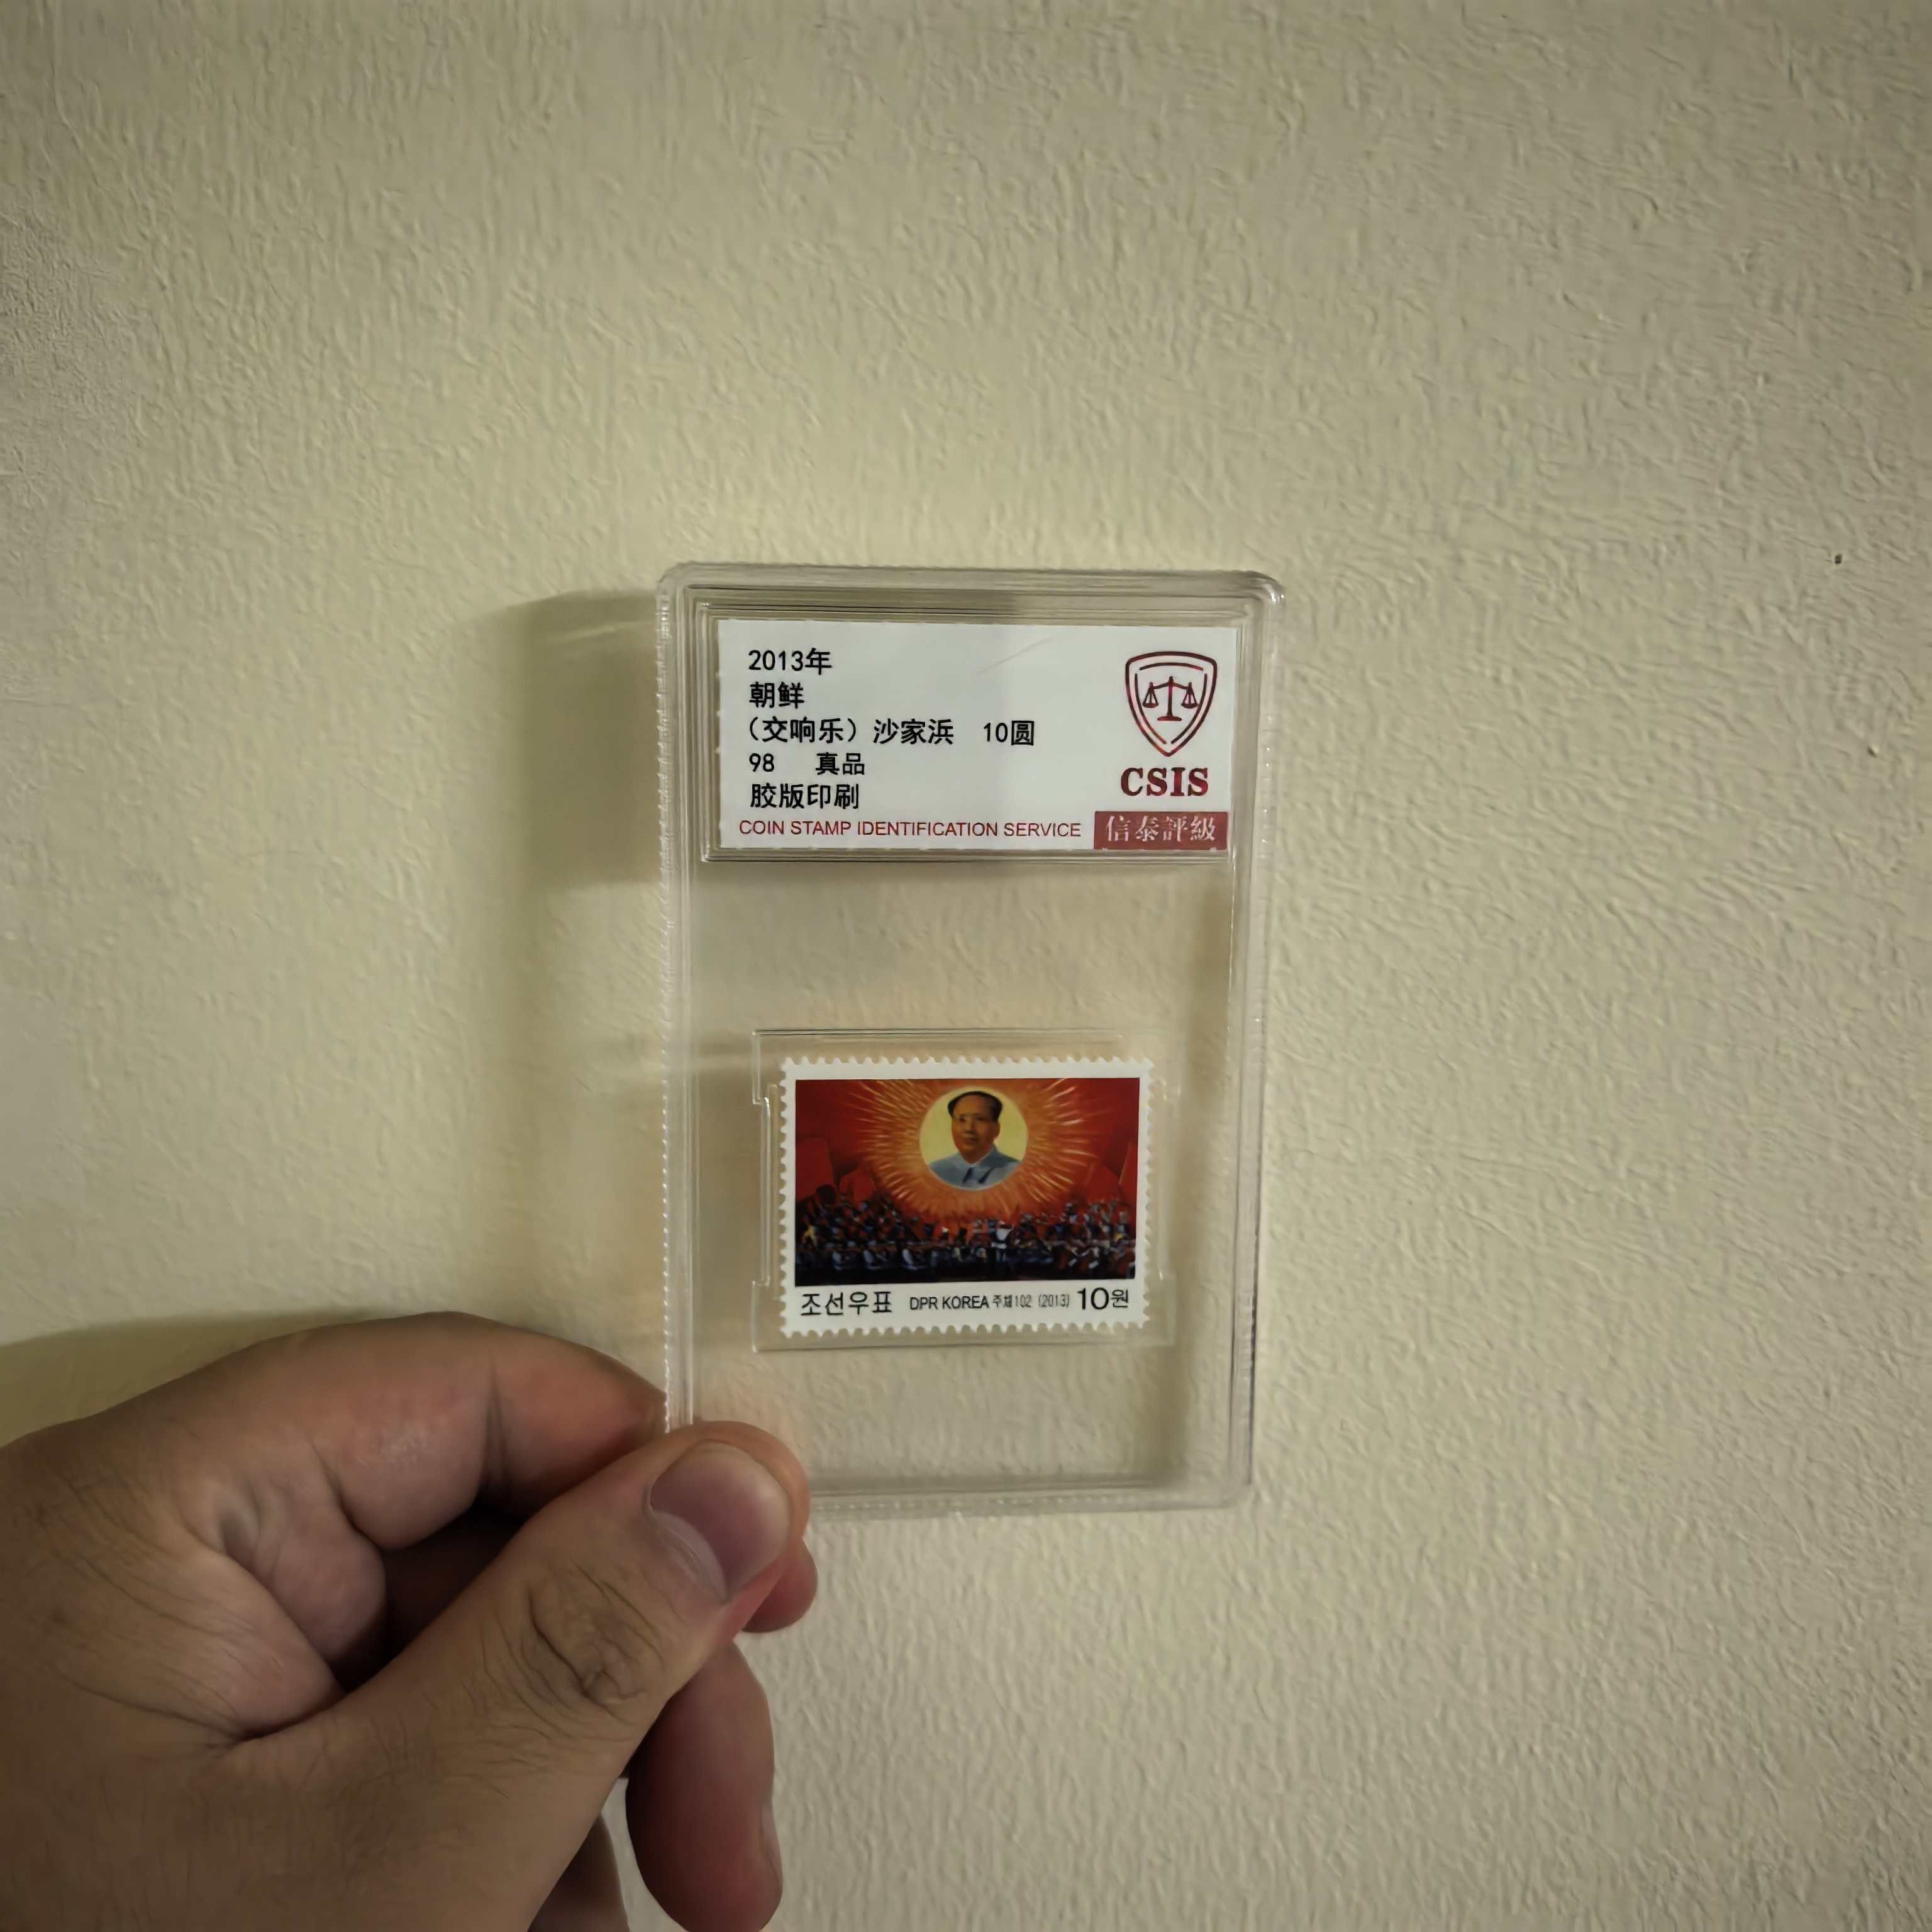 2013年
朝鲜
（交响乐）沙家浜 10圆
98 真品
胶版印刷
CSIS
COIN STAMP IDENTIFICATION SERVICE 信泰評級
조선우표 DPR KOREA 주체102 (2013) 10원